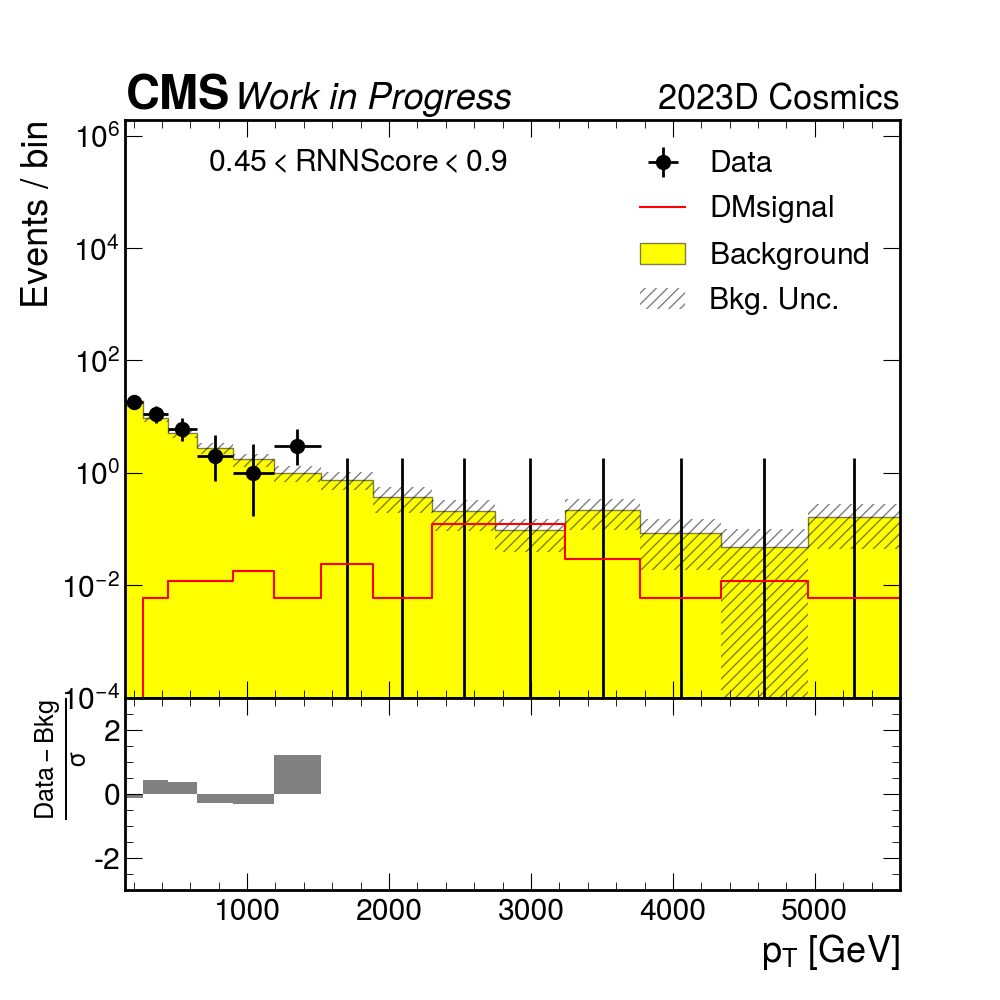 CMS Work in Progress 2023D Cosmics
0.45 < RNNScore < 0.9
Data
DMsignal
Background
Bkg. Unc.
Events / bin
10⁶
10⁴
10²
10⁰
10⁻²
10⁻⁴
Data – Bkg
σ
2
0
-2
1000 2000 3000 4000 5000
p_T [GeV]